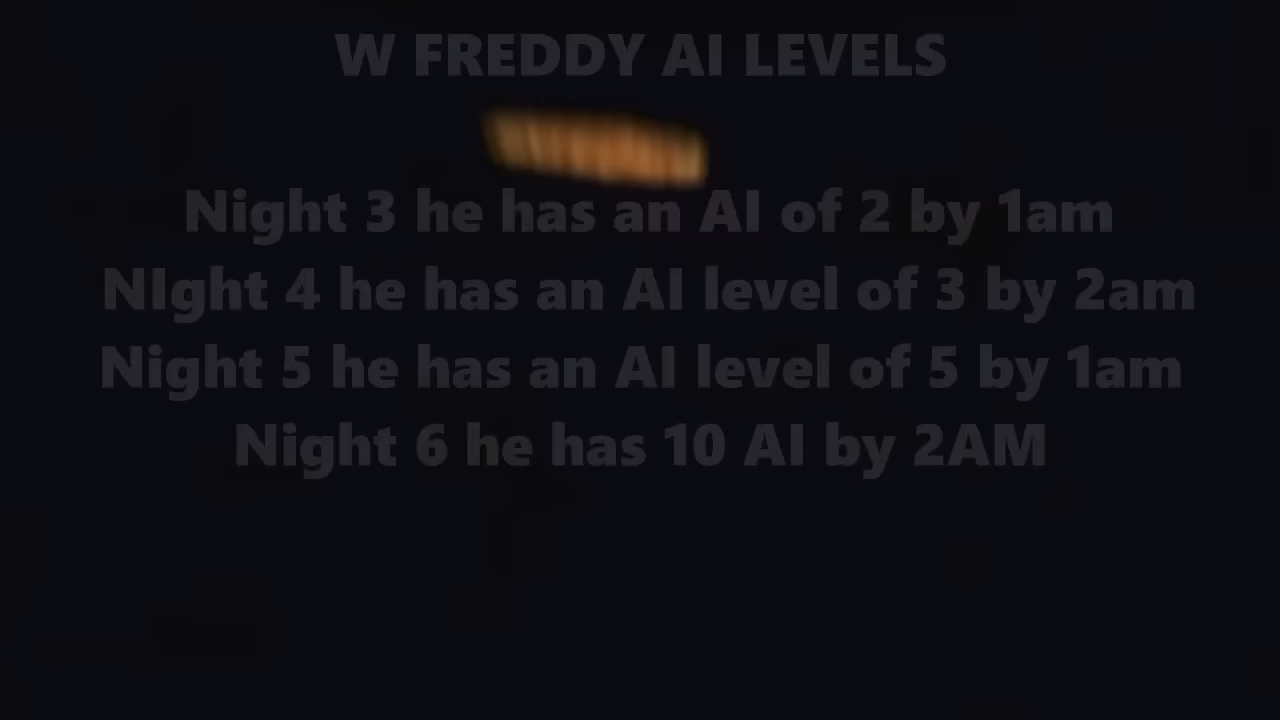 W FREDDY AI LEVELS
Night 3 he has an AI of 2 by 1am
NIght 4 he has an AI level of 3 by 2am
Night 5 he has an AI level of 5 by 1am
Night 6 he has 10 AI by 2AM